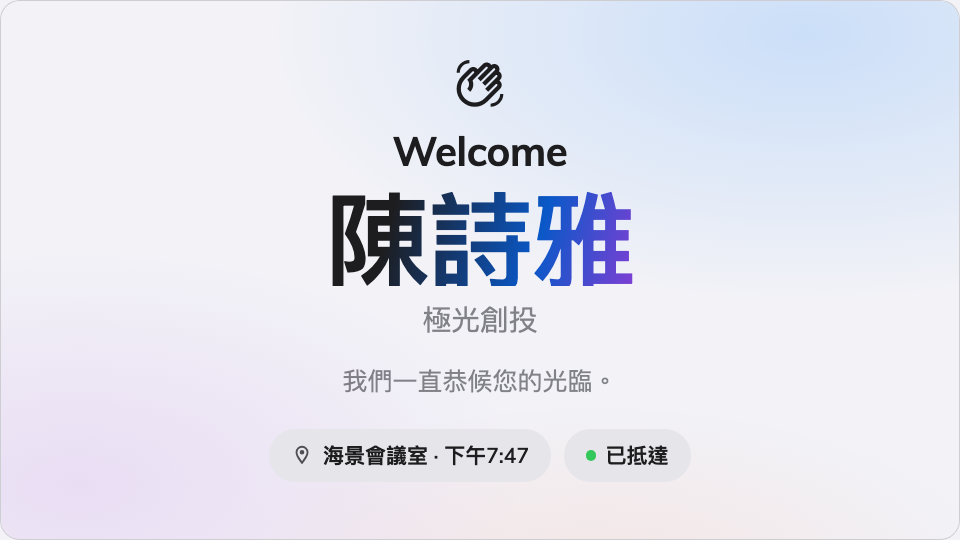 Welcome
陳詩雅
極光創投
我們一直恭候您的光臨。
海景會議室 · 下午7:47
已抵達